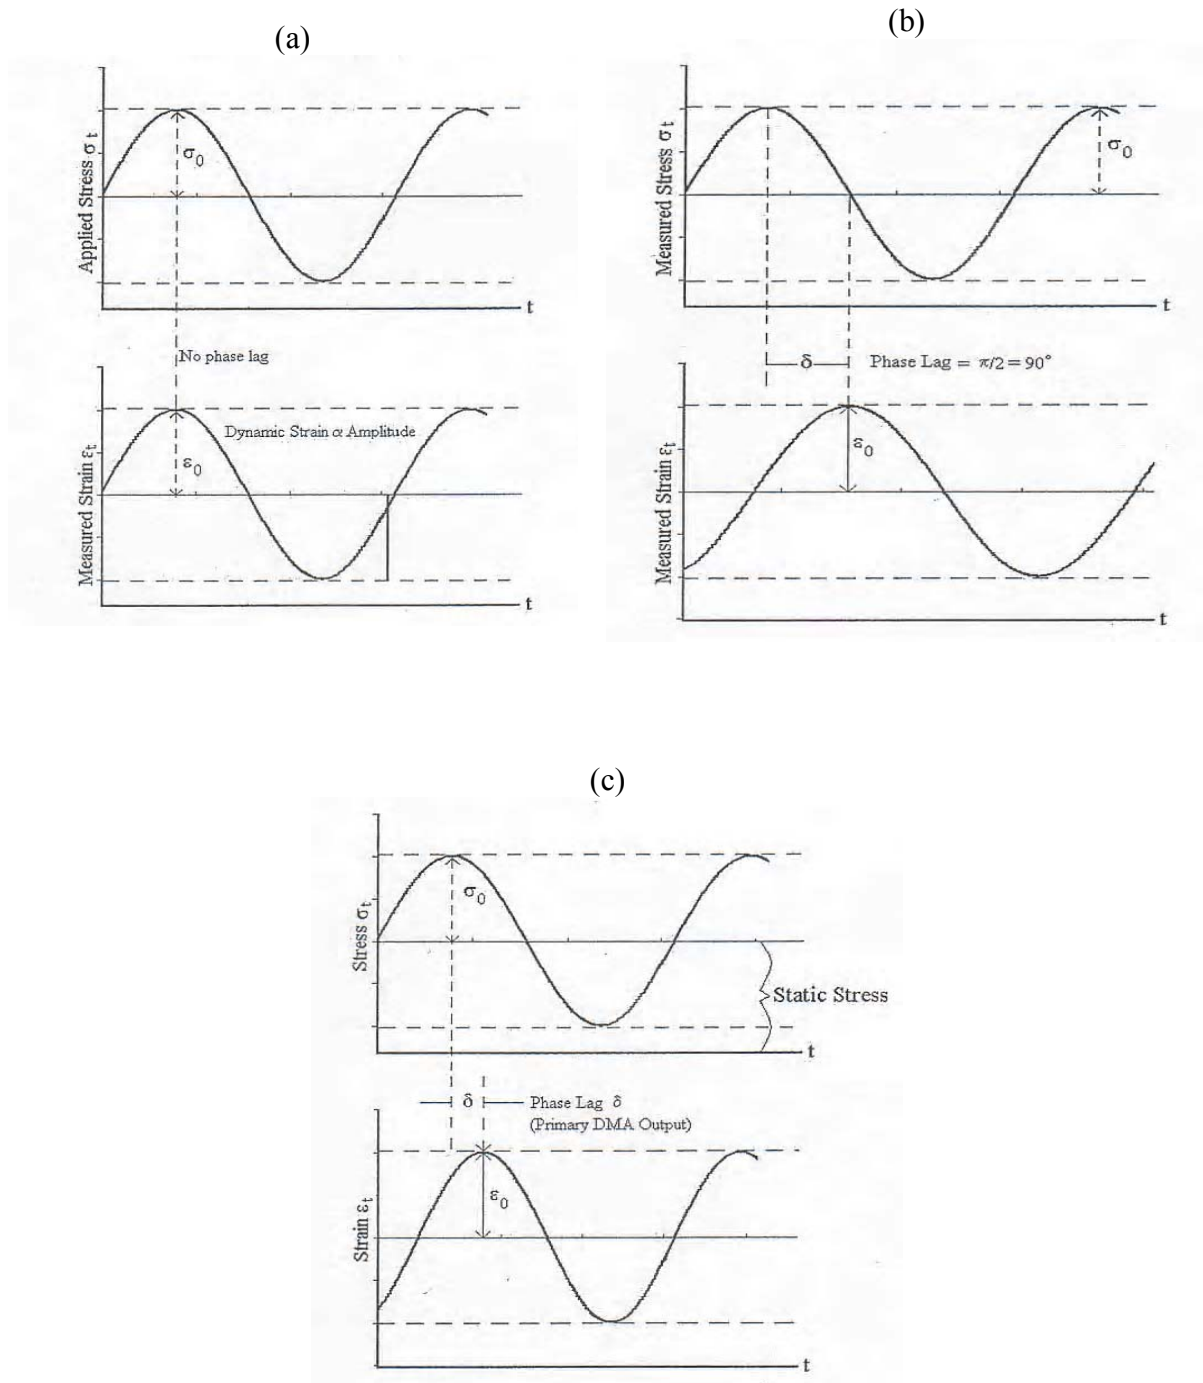 (a)
Applied Stress σ t
σ0
t
No phase lag
Measured Strain εt
Dynamic Strain α Amplitude
ε0
t
(b)
Measured Stress σ t
σ0
t
δ
Phase Lag = π/2 = 90°
Measured Strain εt
ε0
t
(c)
Stress σt
σ0
Static Stress
t
δ
Phase Lag δ
(Primary DMA Output)
Strain εt
ε0
t